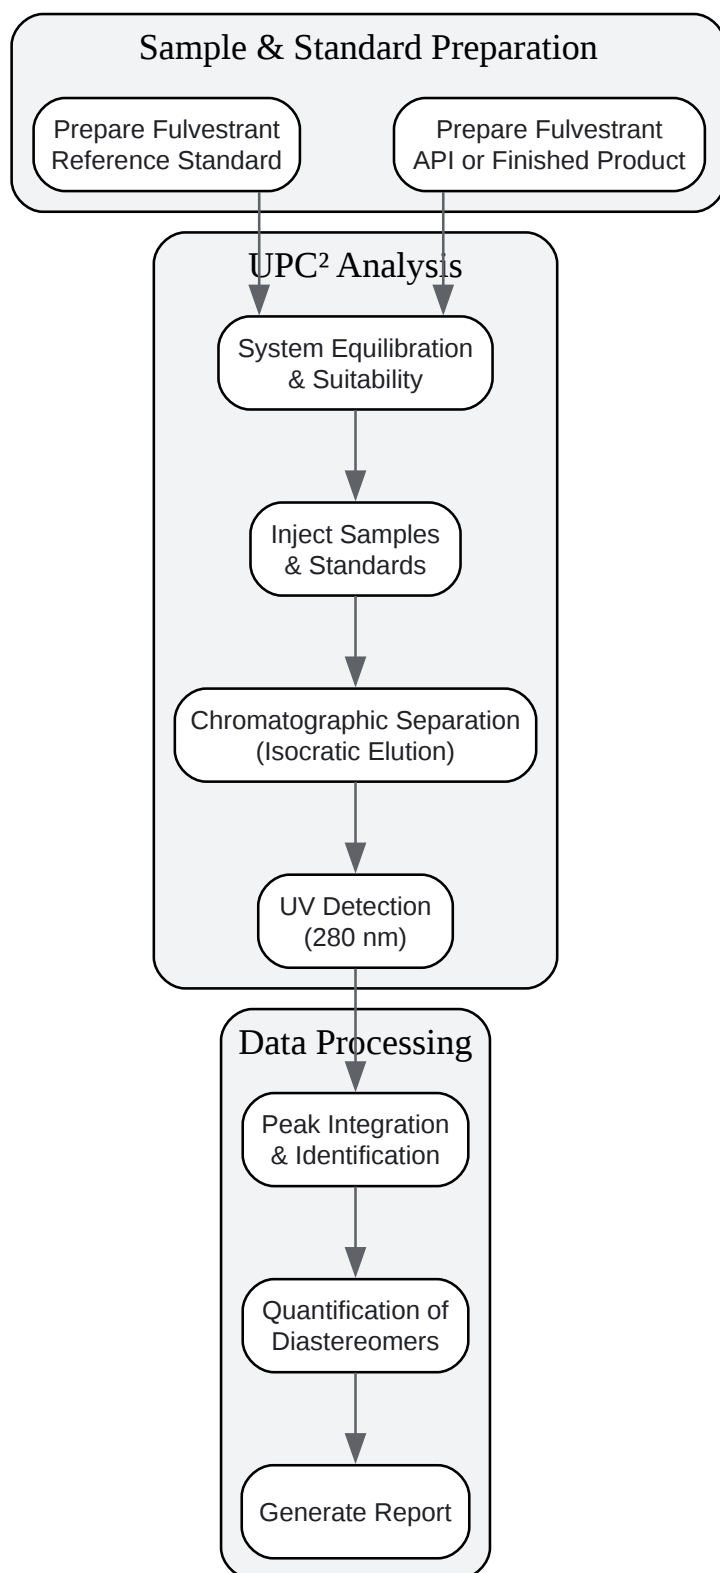 Sample & Standard Preparation
Prepare Fulvestrant
Reference Standard
Prepare Fulvestrant
API or Finished Product
UPC² Analysis
System Equilibration
& Suitability
Inject Samples
& Standards
Chromatographic Separation
(Isocratic Elution)
UV Detection
(280 nm)
Data Processing
Peak Integration
& Identification
Quantification of
Diastereomers
Generate Report